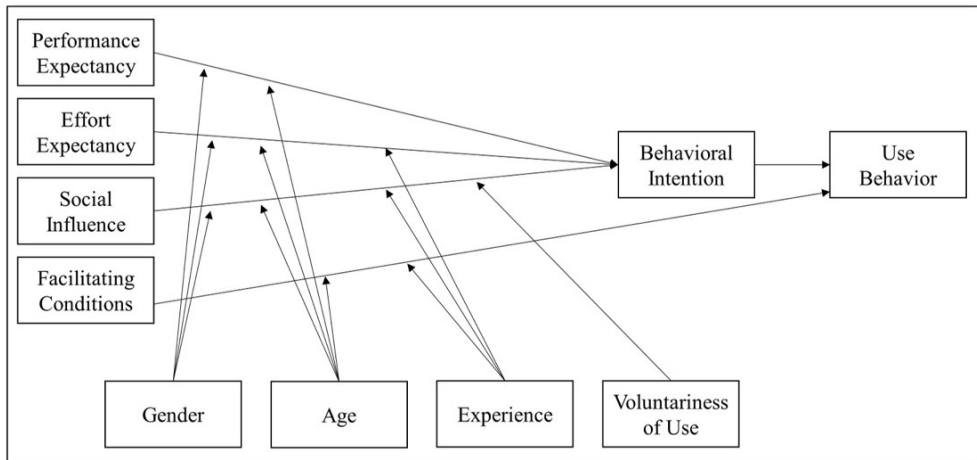 Performance
Expectancy
Effort
Expectancy
Social
Influence
Facilitating
Conditions
Behavioral
Intention
Use
Behavior
Gender
Age
Experience
Voluntariness
of Use